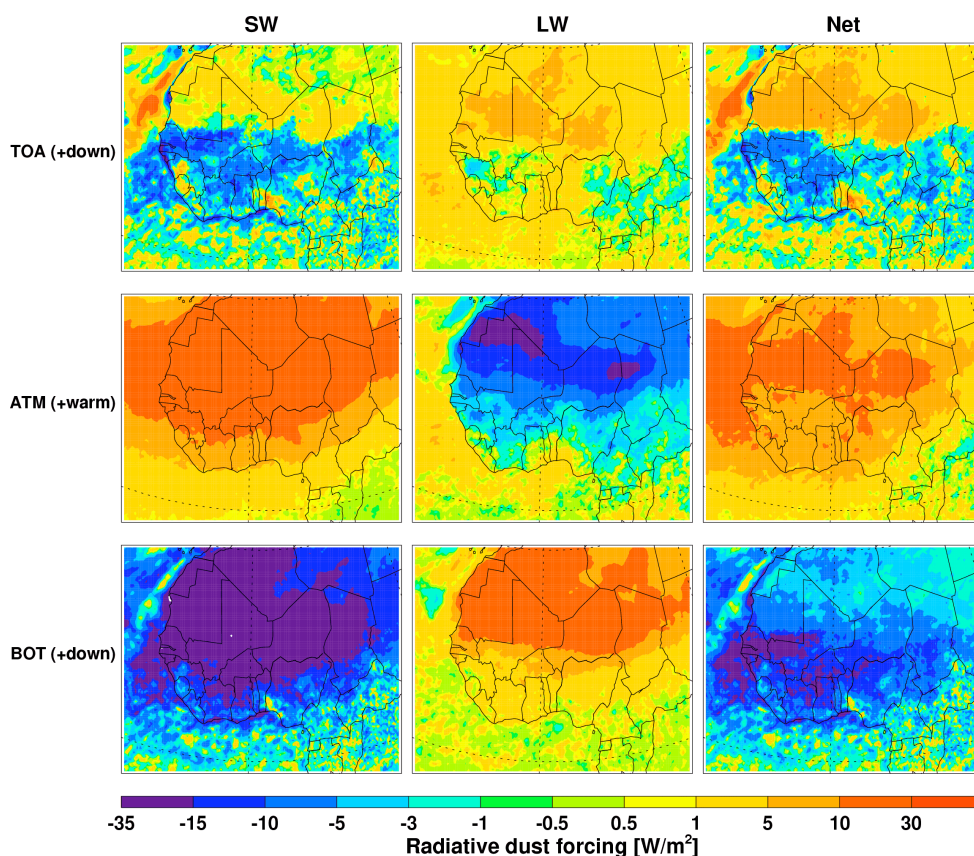 SW LW Net
TOA (+down)
ATM (+warm)
BOT (+down)
-35 -15 -10 -5 -3 -1 -0.5 0.5 1 5 10 30
Radiative dust forcing [W/m²]